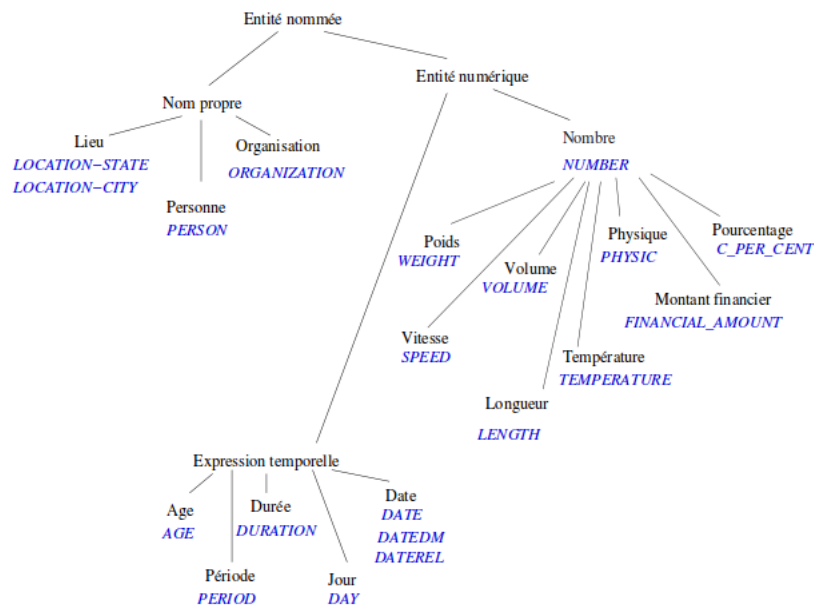 Entité nommée
Entité numérique
Nom propre
Lieu
LOCATION−STATE
LOCATION−CITY
Organisation
ORGANIZATION
Personne
PERSON
Nombre
NUMBER
Poids
WEIGHT
Volume
VOLUME
Physique
PHYSIC
Pourcentage
C_PER_CENT
Montant financier
FINANCIAL_AMOUNT
Vitesse
SPEED
Température
TEMPERATURE
Longueur
LENGTH
Expression temporelle
Age
AGE
Durée
DURATION
Date
DATE
DATEDM
DATEREL
Période
PERIOD
Jour
DAY